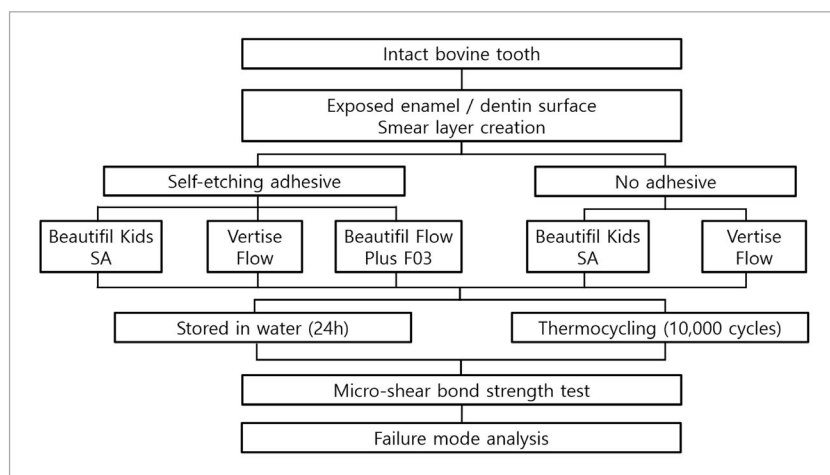 Intact bovine tooth
Exposed enamel / dentin surface
Smear layer creation
Self-etching adhesive
No adhesive
Beautifil Kids
SA
Vertise
Flow
Beautifil Flow
Plus F03
Beautifil Kids
SA
Vertise
Flow
Stored in water (24h)
Thermocycling (10,000 cycles)
Micro-shear bond strength test
Failure mode analysis